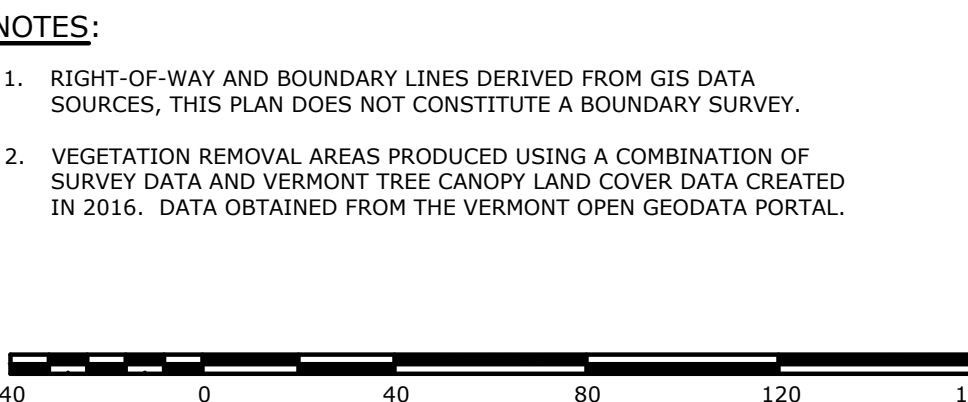 NOTES:
1. RIGHT-OF-WAY AND BOUNDARY LINES DERIVED FROM GIS DATA
SOURCES, THIS PLAN DOES NOT CONSTITUTE A BOUNDARY SURVEY.
2. VEGETATION REMOVAL AREAS PRODUCED USING A COMBINATION OF
SURVEY DATA AND VERMONT TREE CANOPY LAND COVER DATA CREATED
IN 2016. DATA OBTAINED FROM THE VERMONT OPEN GEODATA PORTAL.
40 0 40 80 120